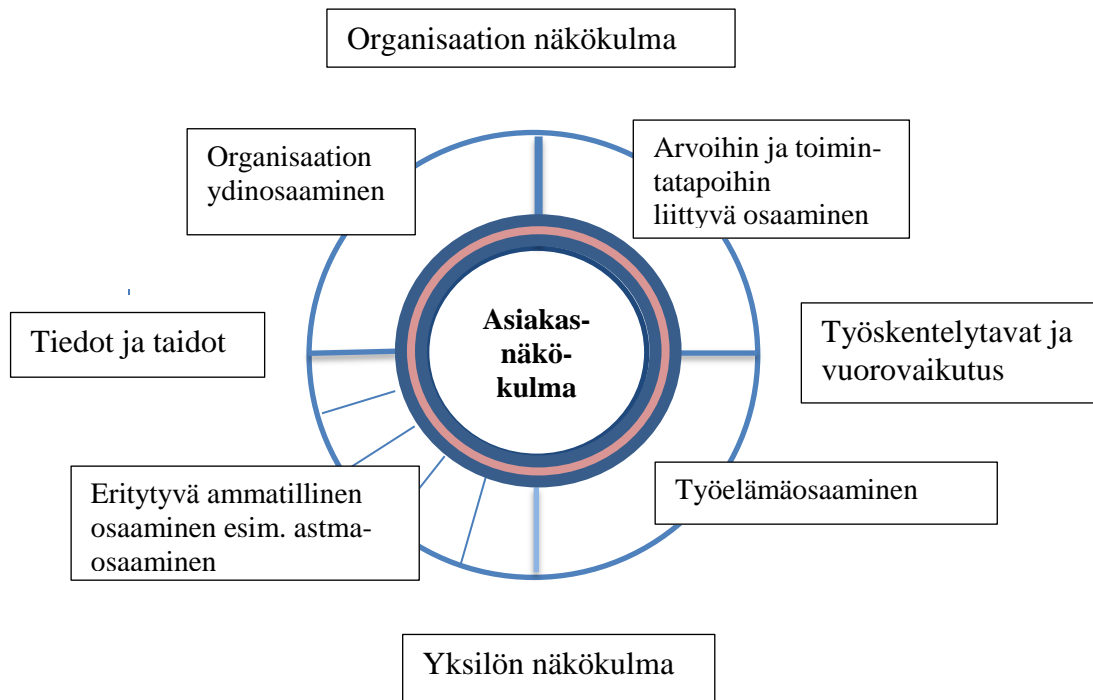 Organisaation näkökulma
Organisaation
ydinosaaminen
Arvoihin ja toimin-
tatapoihin
liittyvä osaaminen
Tiedot ja taidot
Asiakas-
näkö-
kulma
Työskentelytavat ja
vuorovaikutus
Eritytyvä ammatillinen
osaaminen esim. astma-
osaaminen
Työelämäosaaminen
Yksilön näkökulma